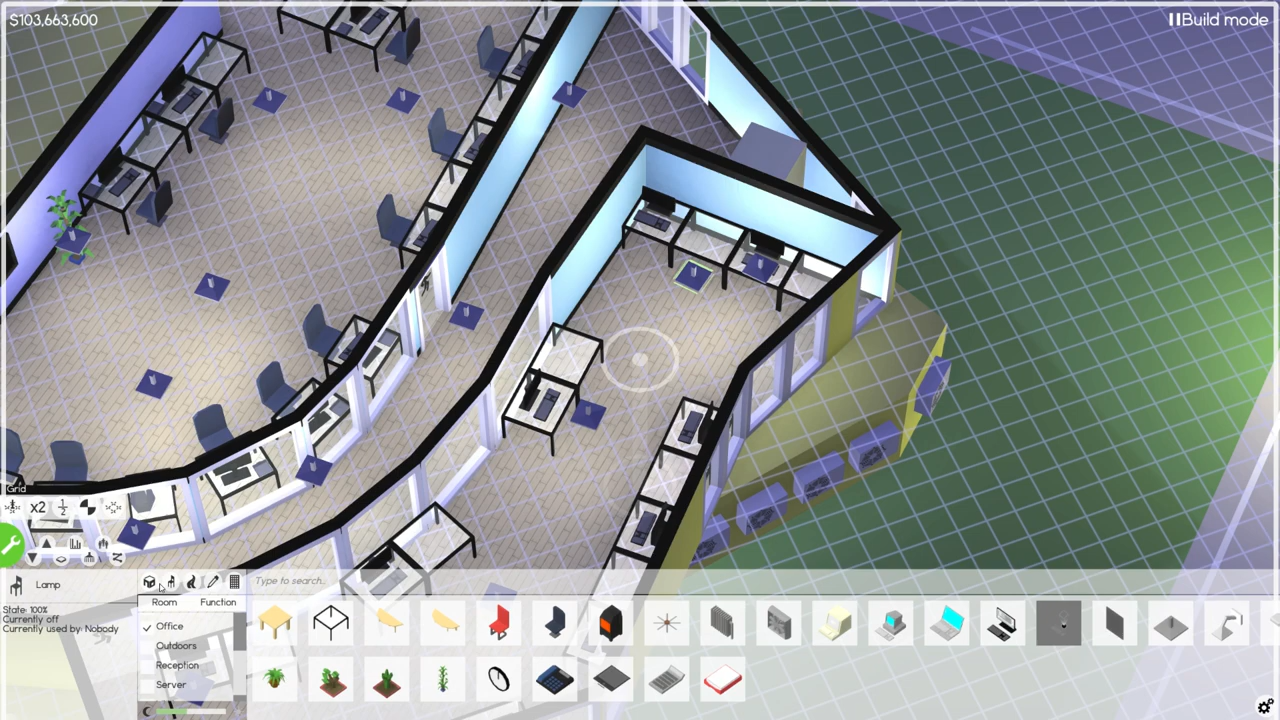 $103,663,600
Build mode
Grid
x2
1/2
Lamp
State: 100%
Currently off
Currently used by: Nobody
Type to search..
Room Function
Office
Outdoors
Reception
Server